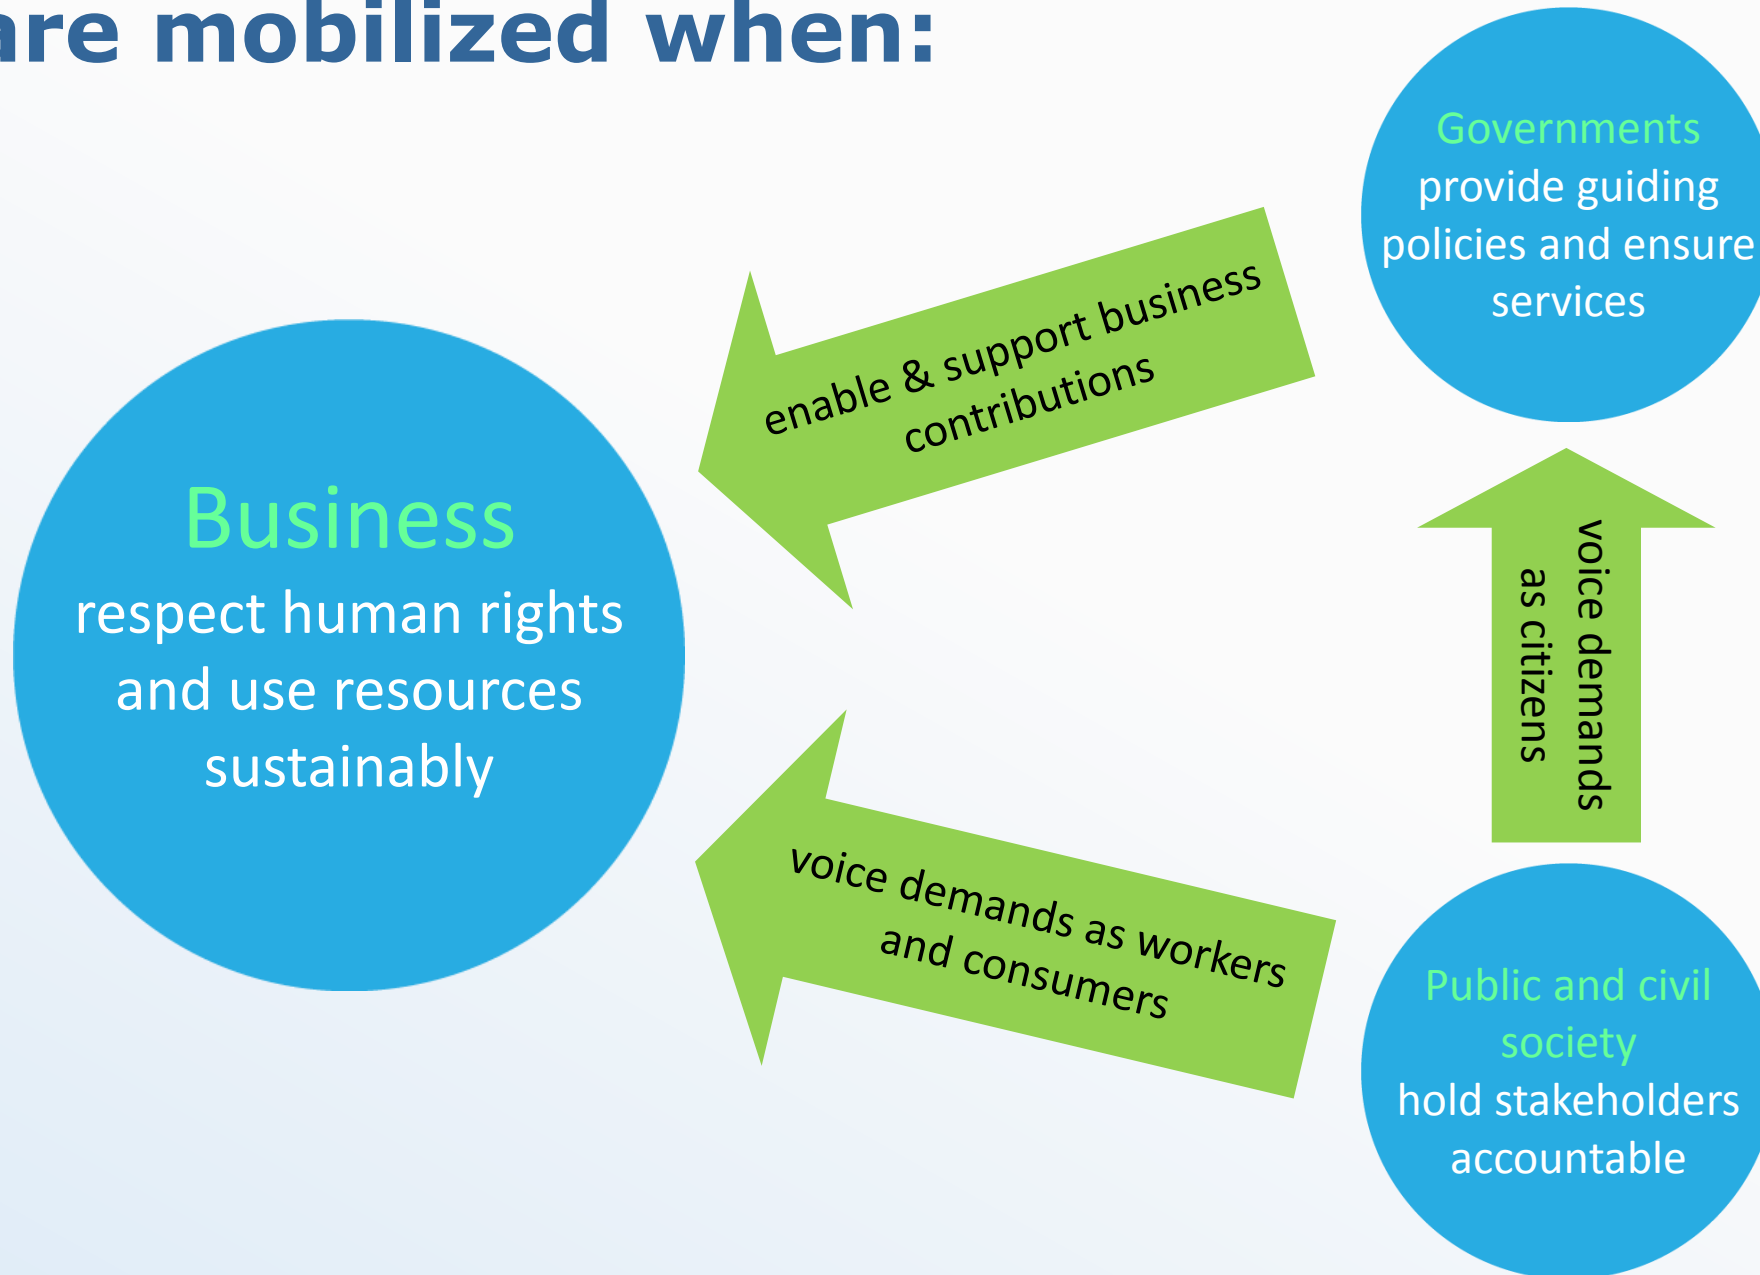 are mobilized when:
Governments
provide guiding
policies and ensure
services
enable & support business
contributions
Business
respect human rights
and use resources
sustainably
voice demands
as citizens
voice demands as workers
and consumers
Public and civil
society
hold stakeholders
accountable